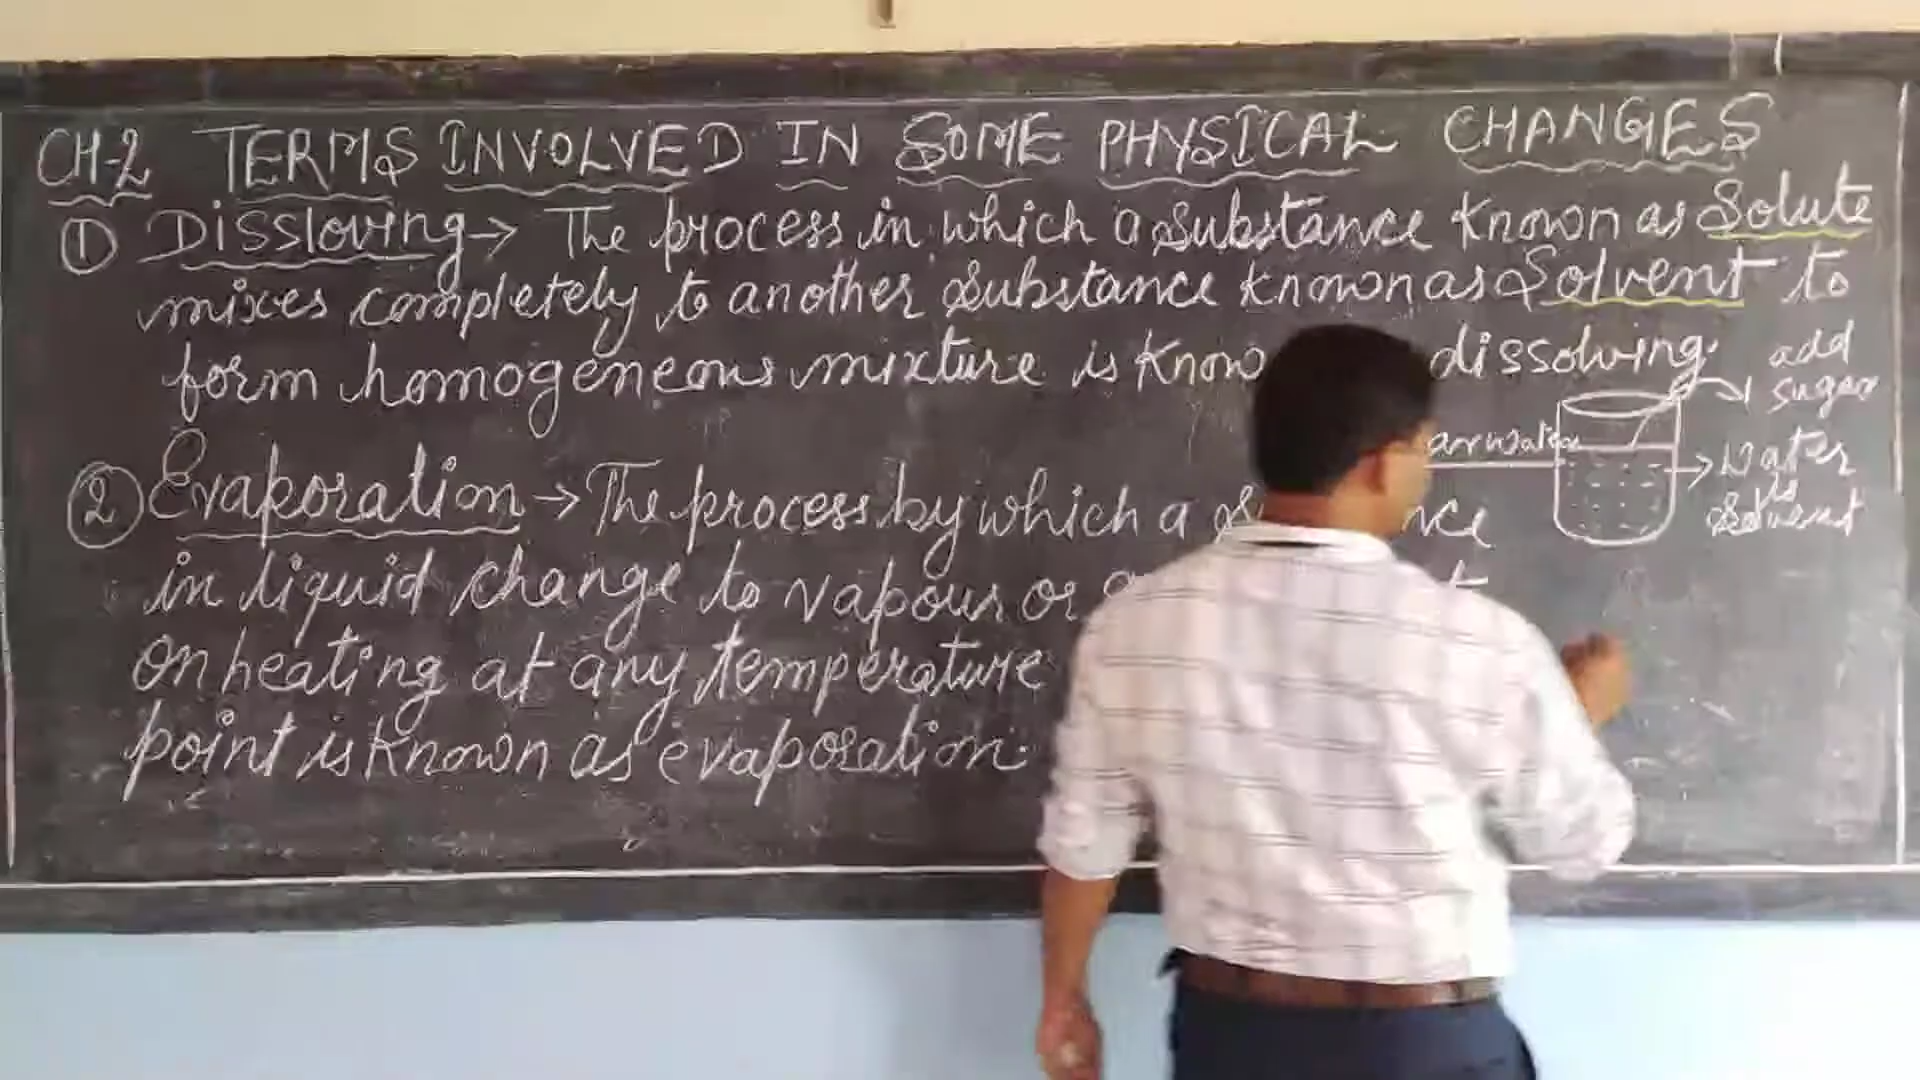 CH-2 TERMS INVOLVED IN SOME PHYSICAL CHANGES
① Dissloving → The process in which a substance known as Solute
mixes completely to another substance known as Solvent to
form homogeneous mixture is know dissolving.
add
sugar
Water
is
Solvent
② Evaporation → The process by which a
in liquid change to vapour or
on heating at any temperature
point is known as evaporation.